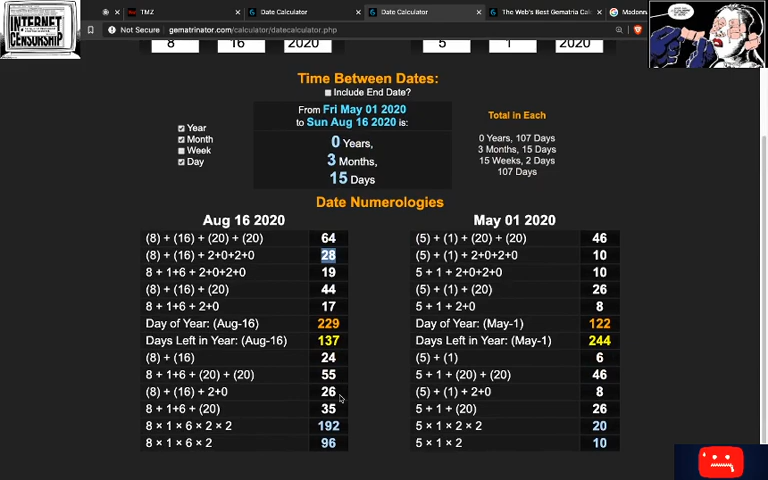 INTERNET
CENSORSHIP
TMZ
Date Calculator
Date Calculator
The Web's Best Gematria Cal
Madonn
Not Secure
gematrinator.com/calculator/datecalculator.php
8 16 2020
5 1 2020
Time Between Dates:
Include End Date?
Year
Month
Week
Day
From Fri May 01 2020
to Sun Aug 16 2020 is:
0 Years,
3 Months,
15 Days
Total in Each
0 Years, 107 Days
3 Months, 15 Days
15 Weeks, 2 Days
107 Days
Date Numerologies
Aug 16 2020
(8) + (16) + (20) + (20) 64
(8) + (16) + 2+0+2+0 28
8 + 1+6 + 2+0+2+0 19
(8) + (16) + (20) 44
8 + 1+6 + 2+0 17
Day of Year: (Aug-16) 229
Days Left in Year: (Aug-16) 137
(8) + (16) 24
8 + 1+6 + (20) + (20) 55
(8) + (16) + 2+0 26
8 + 1+6 + (20) 35
8 × 1 × 6 × 2 × 2 192
8 × 1 × 6 × 2 96
May 01 2020
(5) + (1) + (20) + (20) 46
(5) + (1) + 2+0+2+0 10
5 + 1 + 2+0+2+0 10
(5) + (1) + (20) 26
5 + 1 + 2+0 8
Day of Year: (May-1) 122
Days Left in Year: (May-1) 244
(5) + (1) 6
5 + 1 + (20) + (20) 46
(5) + (1) + 2+0 8
5 + 1 + (20) 26
5 × 1 × 2 × 2 20
5 × 1 × 2 10